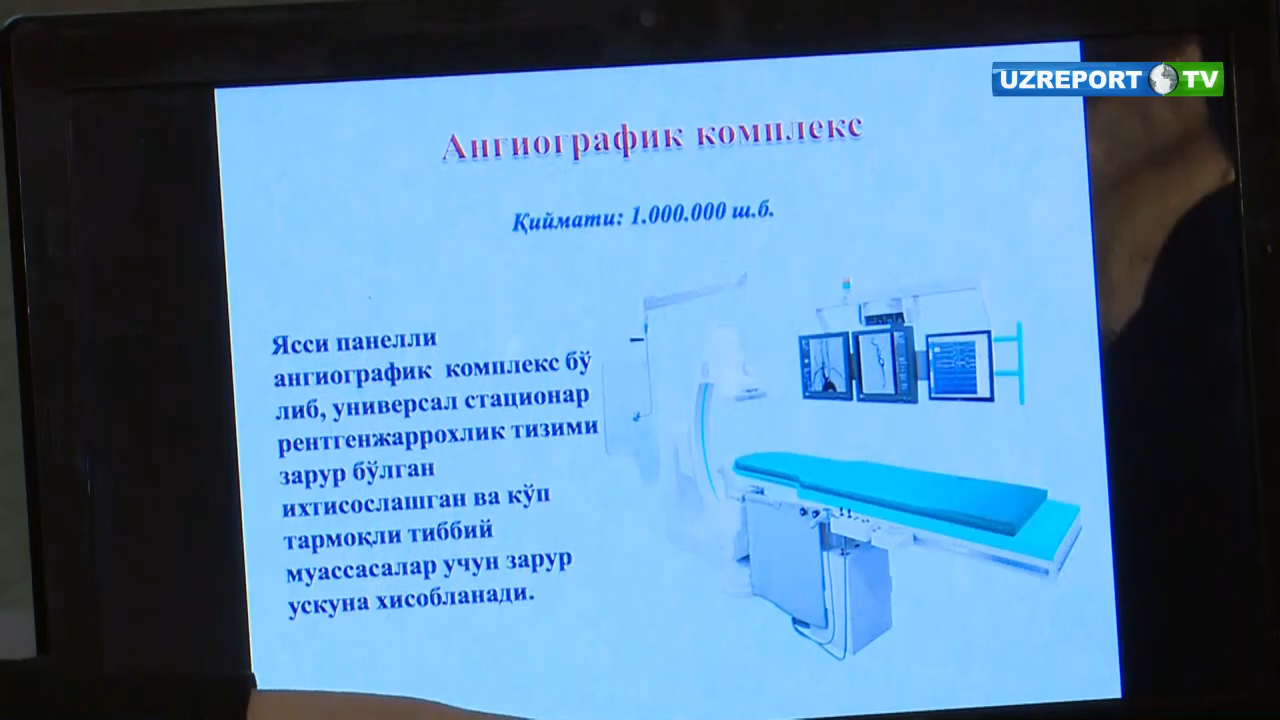 UZREPORT TV
Ангиографик комплекс
Қиймати: 1.000.000 ш.б.
Ясси панелли
ангиографик комплекс бў
либ, универсал стационар
рентгенжаррохлик тизими
зарур бўлган
ихтисослашган ва кўп
тармоқли тиббий
муассасалар учун зарур
ускуна хисобланади.